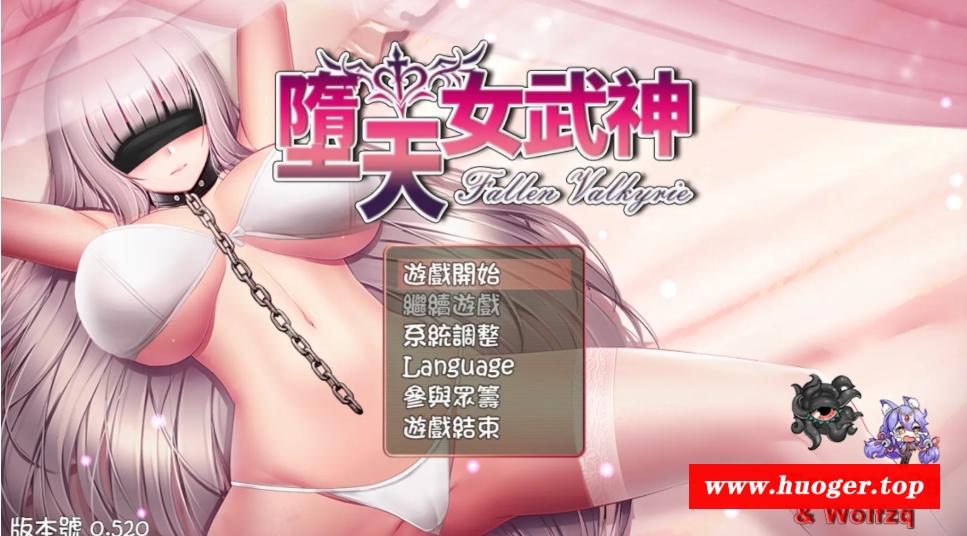 墮天女武神
Fallen Valkyrie
遊戲開始
繼續遊戲
系統調整
Language
參與眾籌
遊戲結束
www.huoger.top
& Wolfzq
版本號 0.520